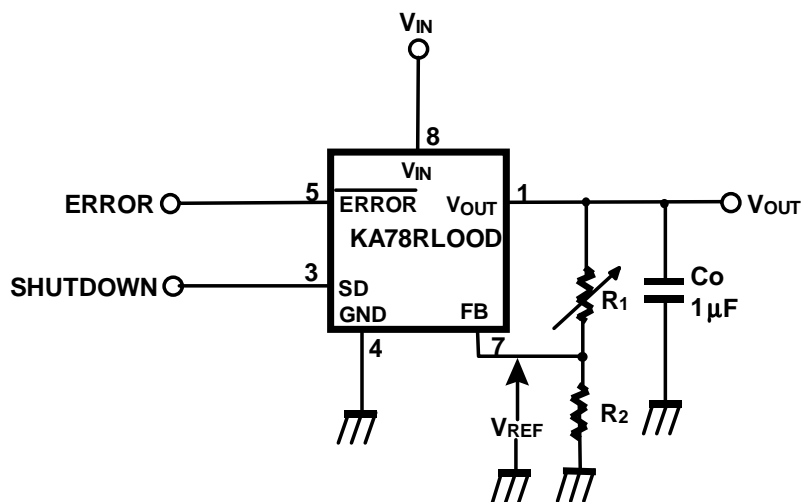 VIN
8
VIN
ERROR
5
ERROR
VOUT
1
VOUT
KA78RLOOD
SHUTDOWN
3
SD
GND
FB
4
7
R1
Co
1μF
VREF
R2